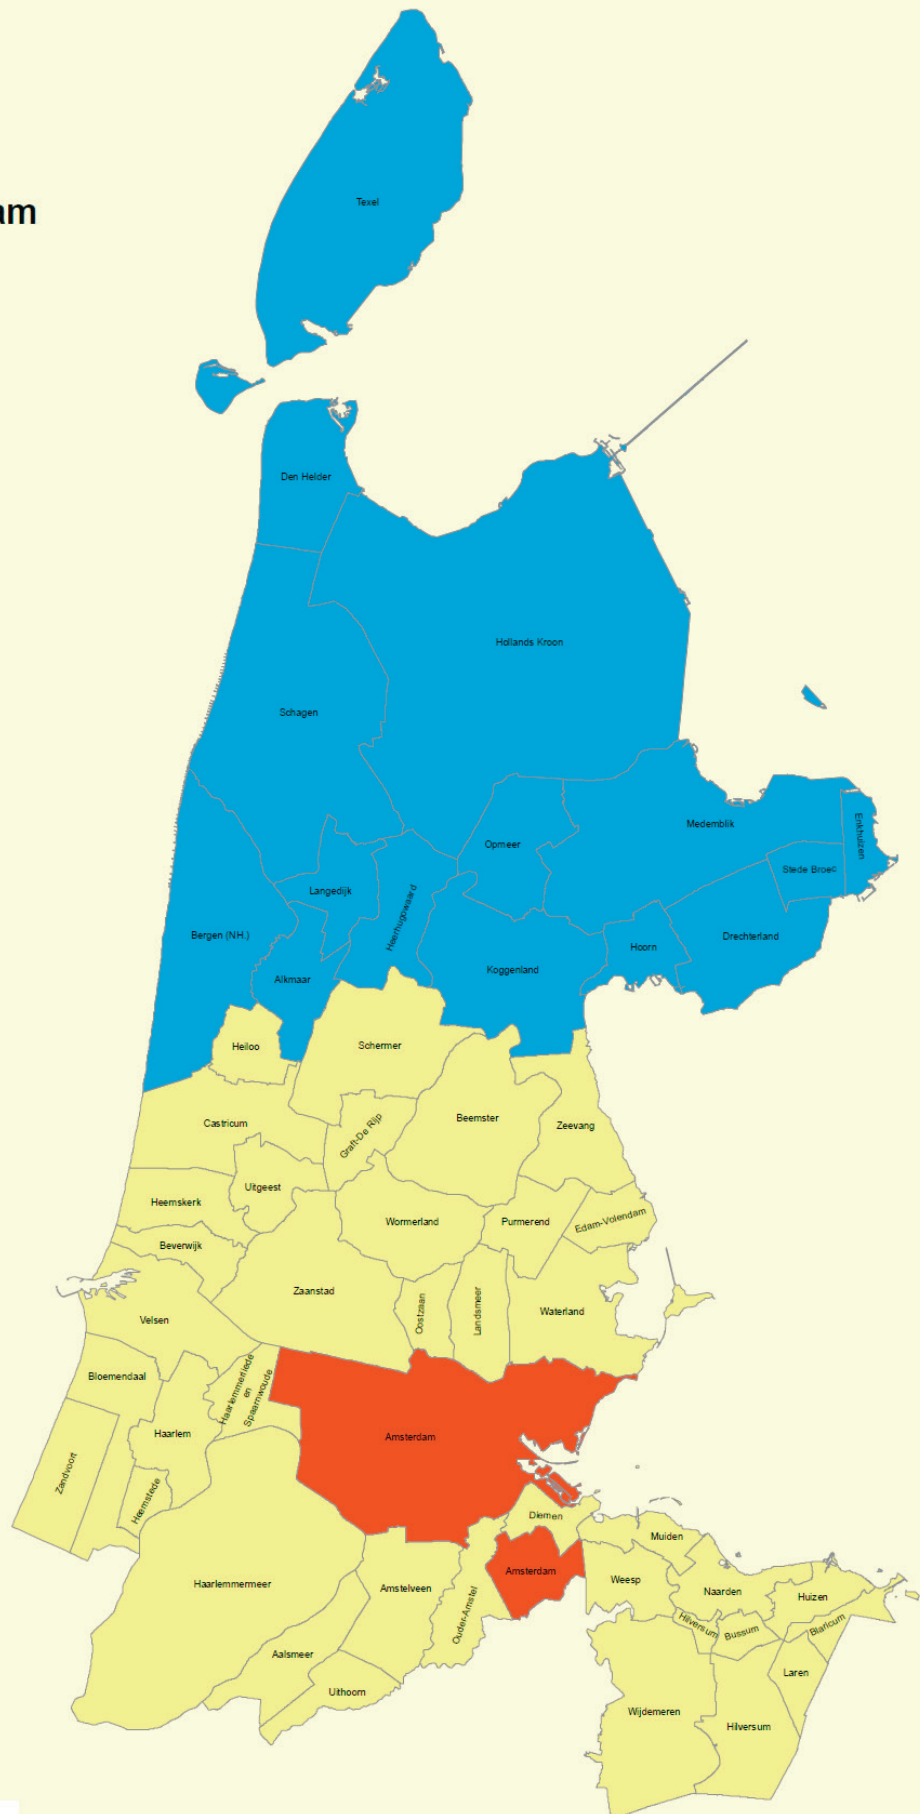 am
Texel
Den Helder
Hollands Kroon
Schagen
Medemblik
Enkhuizen
Opmeer
Stede Broec
Langedijk
Heerhugowaard
Bergen (NH.)
Drechterland
Hoorn
Koggenland
Alkmaar
Heiloo
Schermer
Castricum
Graft-De Rijp
Beemster
Zeevang
Uitgeest
Heemskerk
Wormerland
Purmerend
Edam-Volendam
Beverwijk
Zaanstad
Oostzaan
Landsmeer
Waterland
Velsen
Bloemendaal
Haarlemmerliede
en
Spaarnwoude
Haarlem
Amsterdam
Zandvoort
Heemstede
Diemen
Muiden
Amsterdam
Weesp
Haarlemmermeer
Amstelveen
Ouder-Amstel
Naarden
Huizen
Hilversum
Bussum
Blaricum
Aalsmeer
Laren
Uithoorn
Wijdemeren
Hilversum